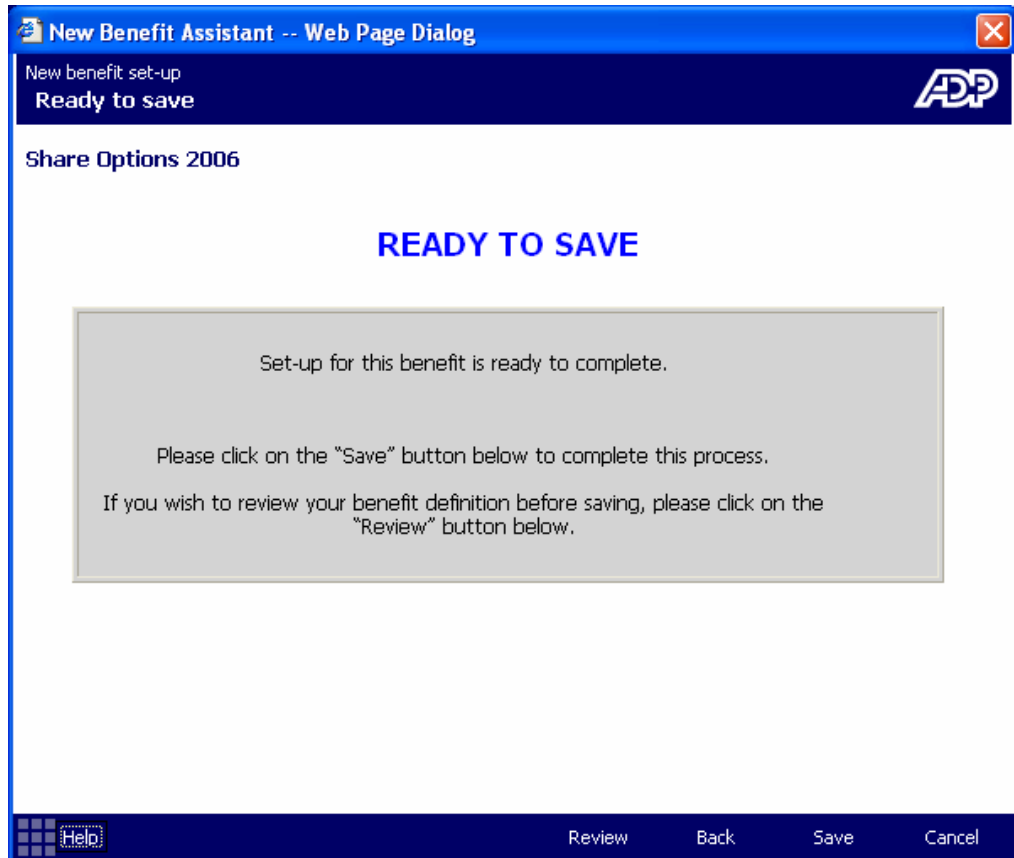 New Benefit Assistant -- Web Page Dialog
New benefit set-up
Ready to save
ADP
Share Options 2006
READY TO SAVE
Set-up for this benefit is ready to complete.
Please click on the “Save” button below to complete this process.
If you wish to review your benefit definition before saving, please click on the
“Review” button below.
Help Review Back Save Cancel